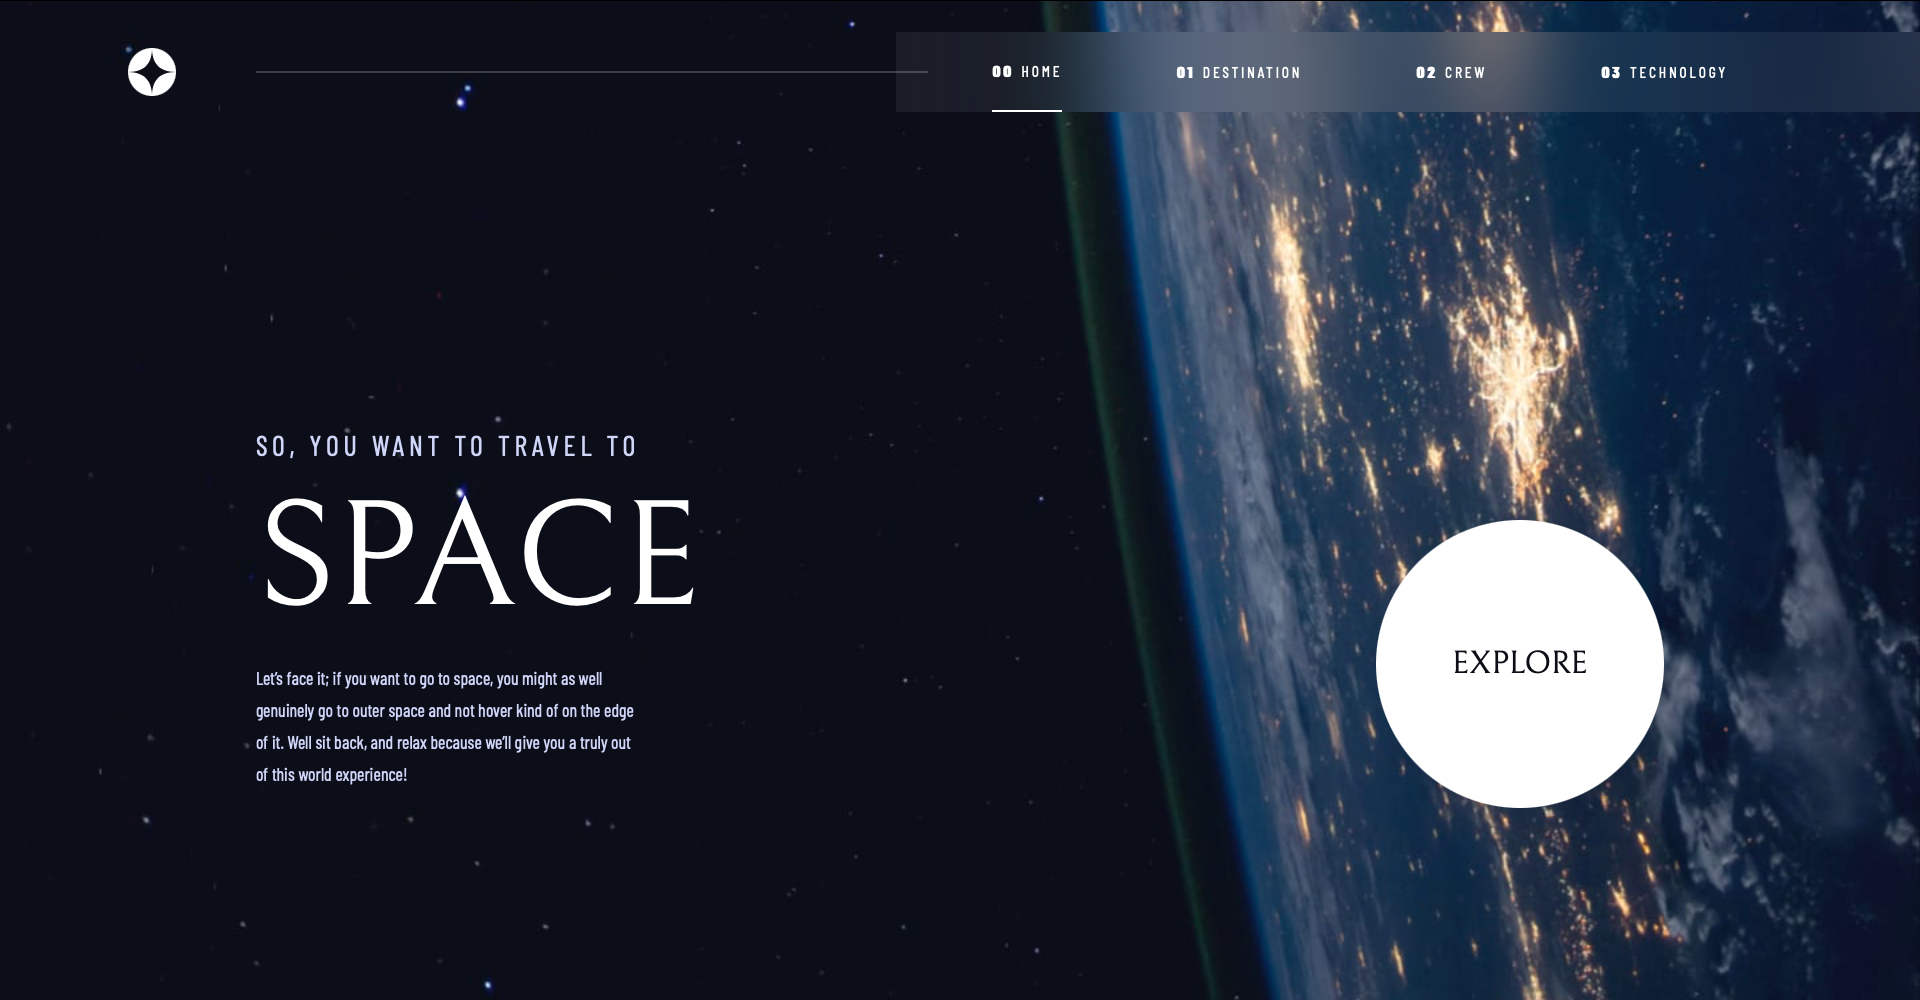 00 HOME 01 DESTINATION 02 CREW 03 TECHNOLOGY
SO, YOU WANT TO TRAVEL TO
SPACE
Let’s face it; if you want to go to space, you might as well
genuinely go to outer space and not hover kind of on the edge
of it. Well sit back, and relax because we’ll give you a truly out
of this world experience!
EXPLORE